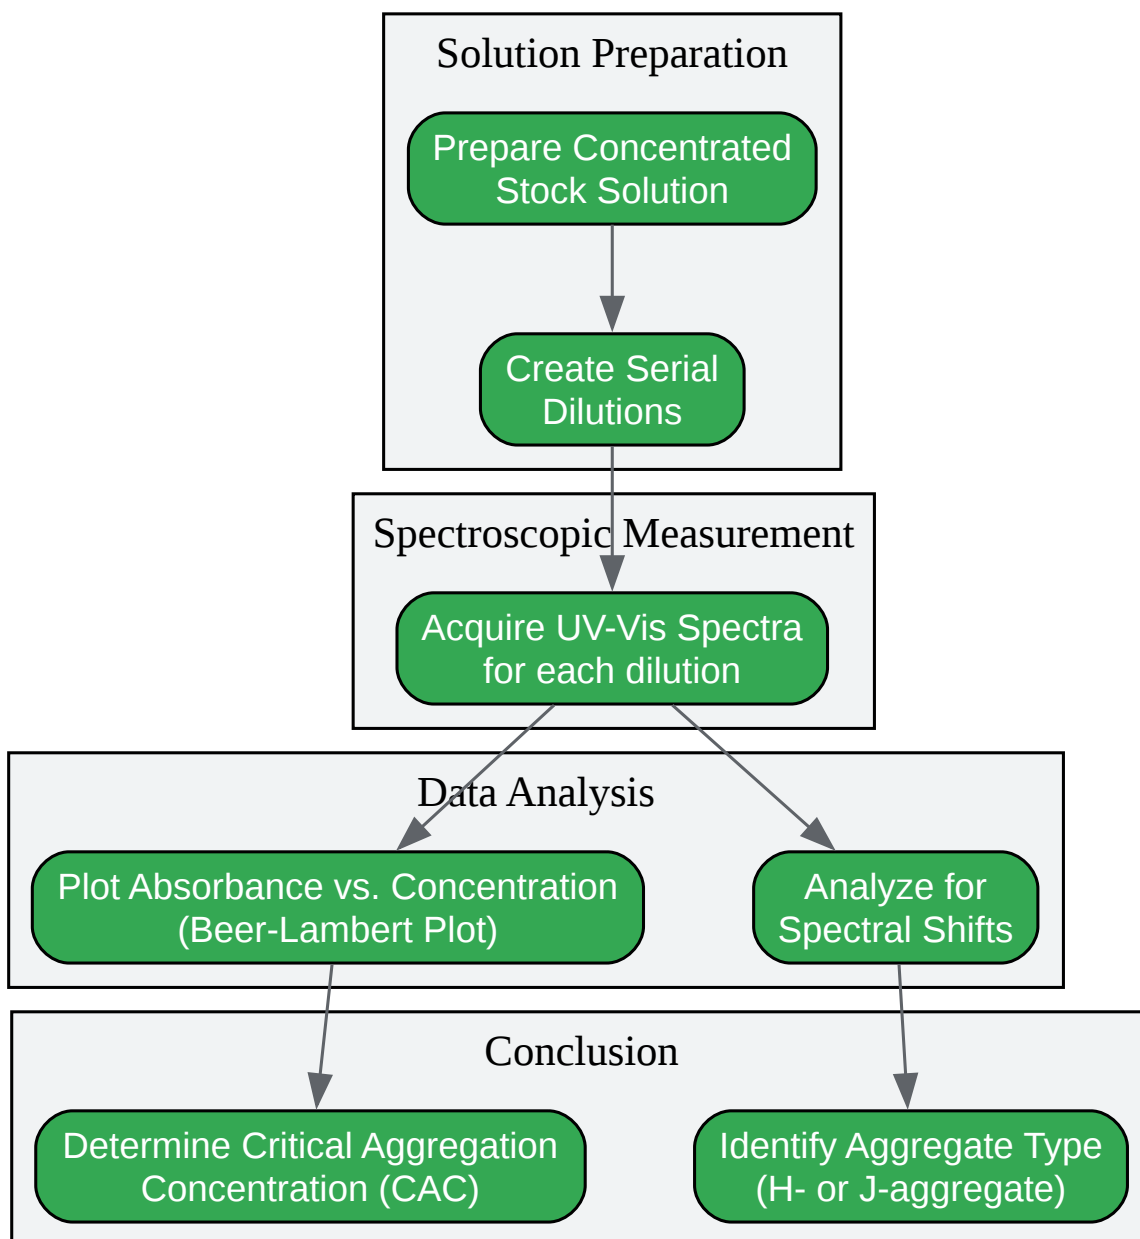 Solution Preparation
Prepare Concentrated
Stock Solution
Create Serial
Dilutions
Spectroscopic Measurement
Acquire UV-Vis Spectra
for each dilution
Data Analysis
Plot Absorbance vs. Concentration
(Beer-Lambert Plot)
Analyze for
Spectral Shifts
Conclusion
Determine Critical Aggregation
Concentration (CAC)
Identify Aggregate Type
(H- or J-aggregate)